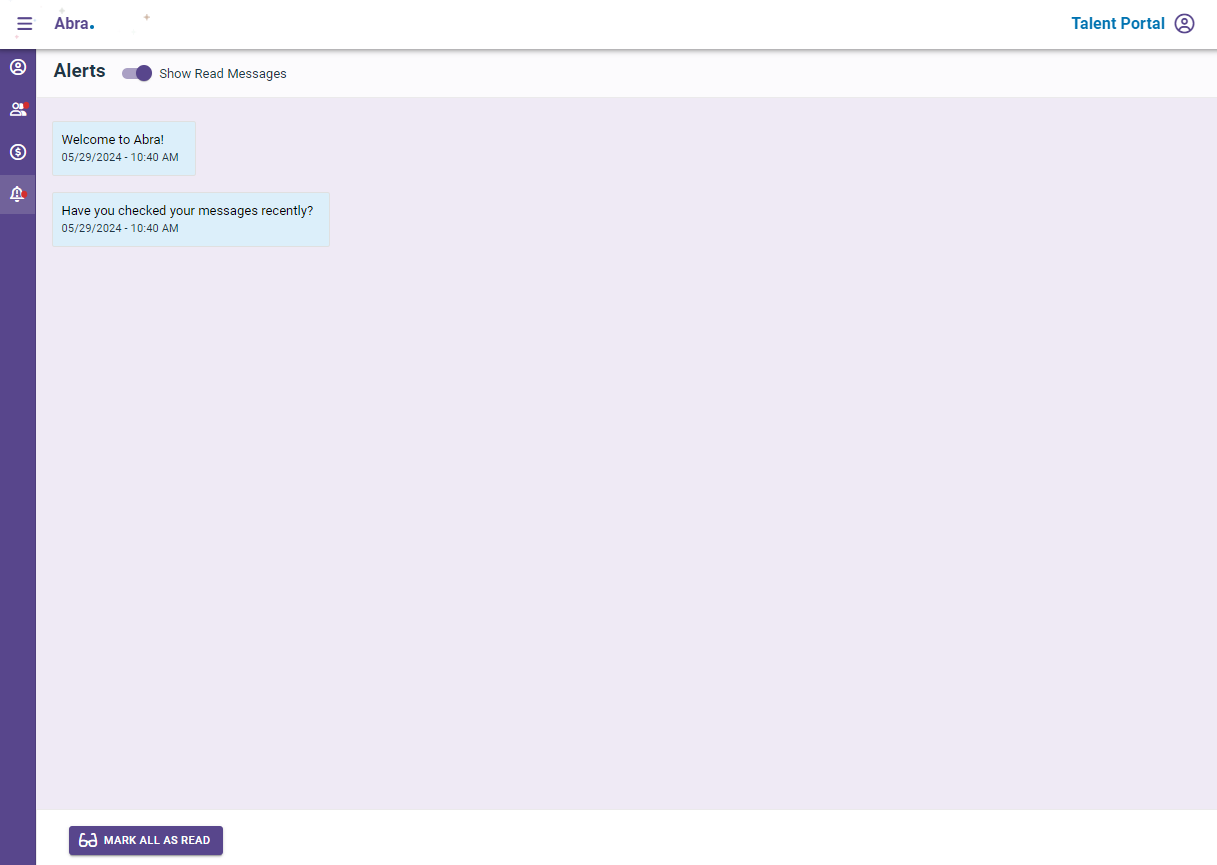 Abra.
Talent Portal
Alerts
Show Read Messages
Welcome to Abra!
05/29/2024 - 10:40 AM
Have you checked your messages recently?
05/29/2024 - 10:40 AM
MARK ALL AS READ